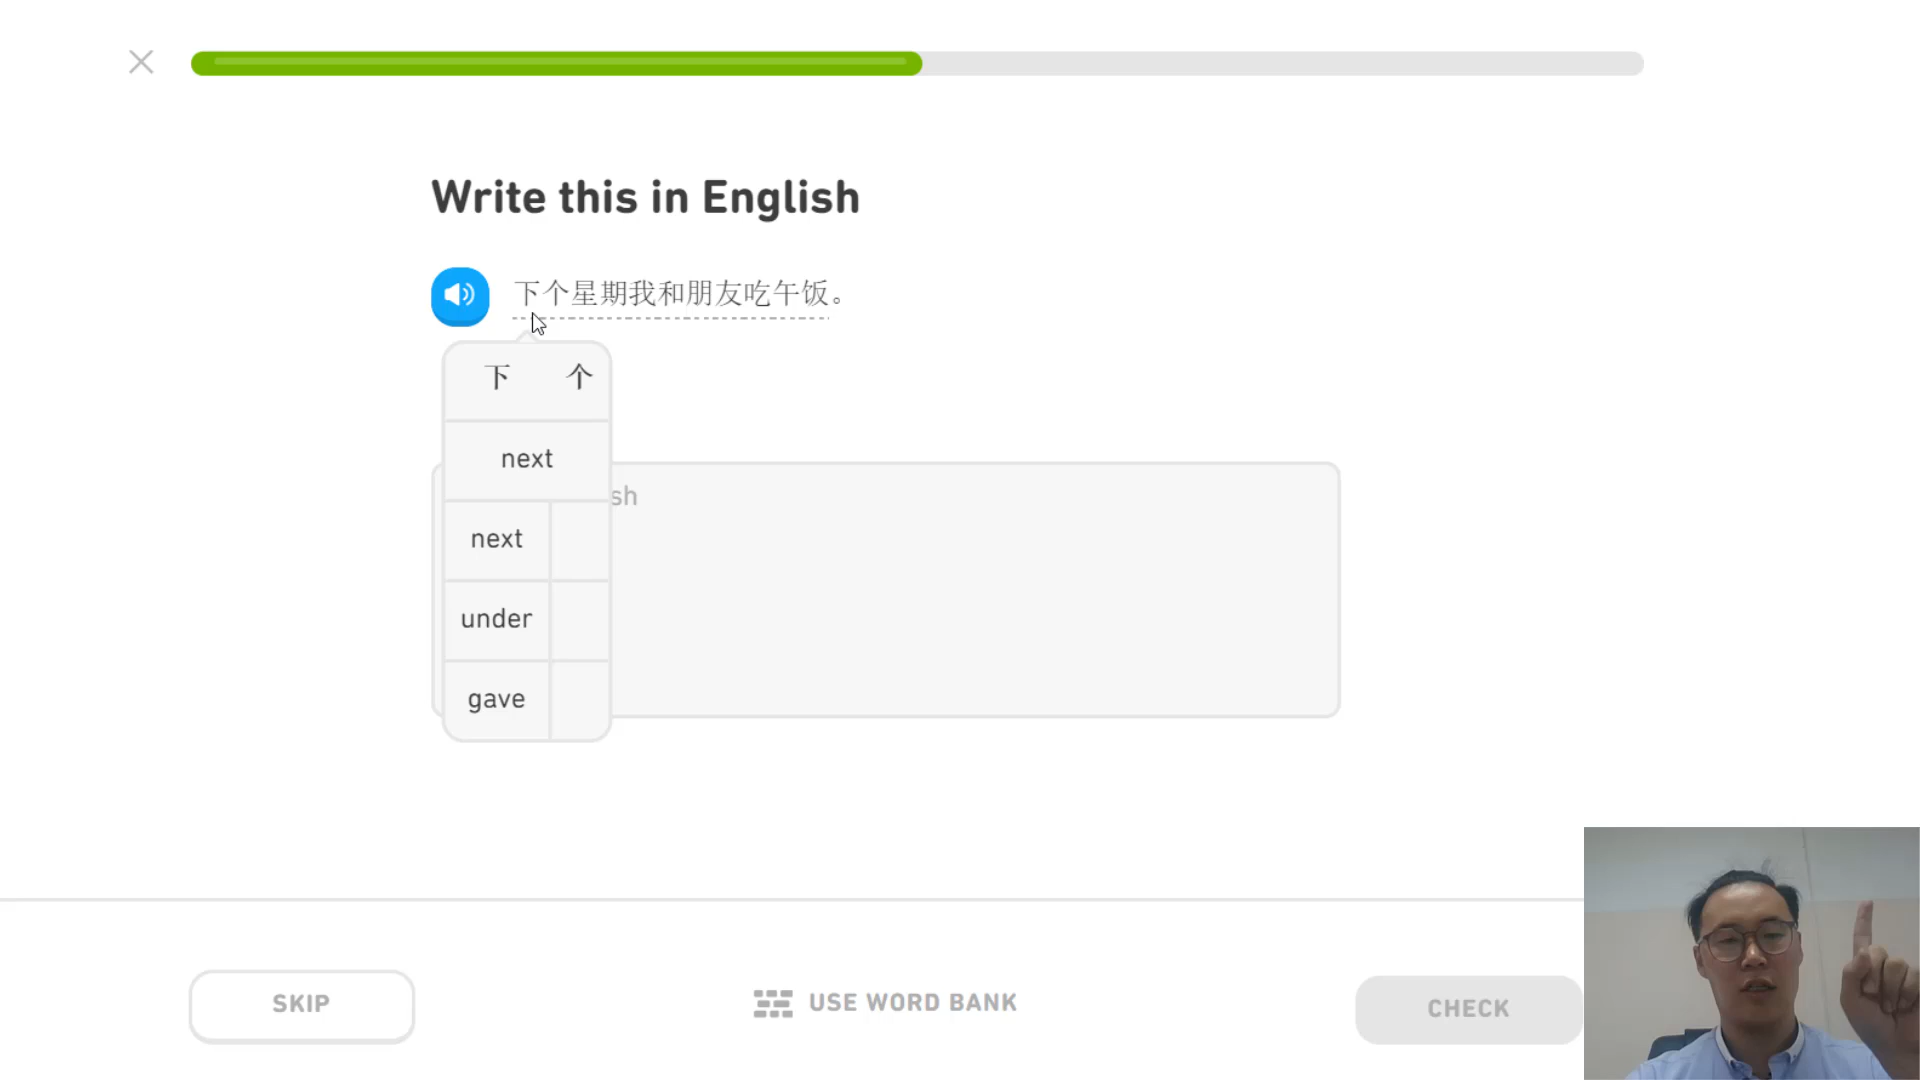 Write this in English
下个星期我和朋友吃午饭。
下 个
next
next
under
gave
sh
SKIP
USE WORD BANK
CHECK